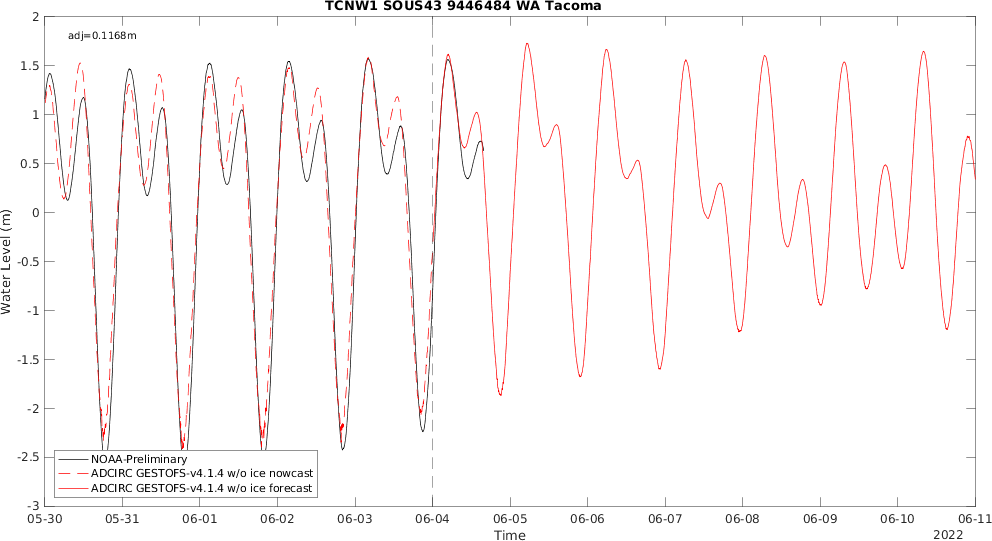 TCNW1 SOUS43 9446484 WA Tacoma
adj=0.1168m
2
1.5
1
0.5
0
-0.5
-1
-1.5
-2
-2.5
-3
Water Level (m)
NOAA-Preliminary
ADCIRC GESTOFS-v4.1.4 w/o ice nowcast
ADCIRC GESTOFS-v4.1.4 w/o ice forecast
05-30 05-31 06-01 06-02 06-03 06-04 06-05 06-06 06-07 06-08 06-09 06-10 06-11
Time
2022